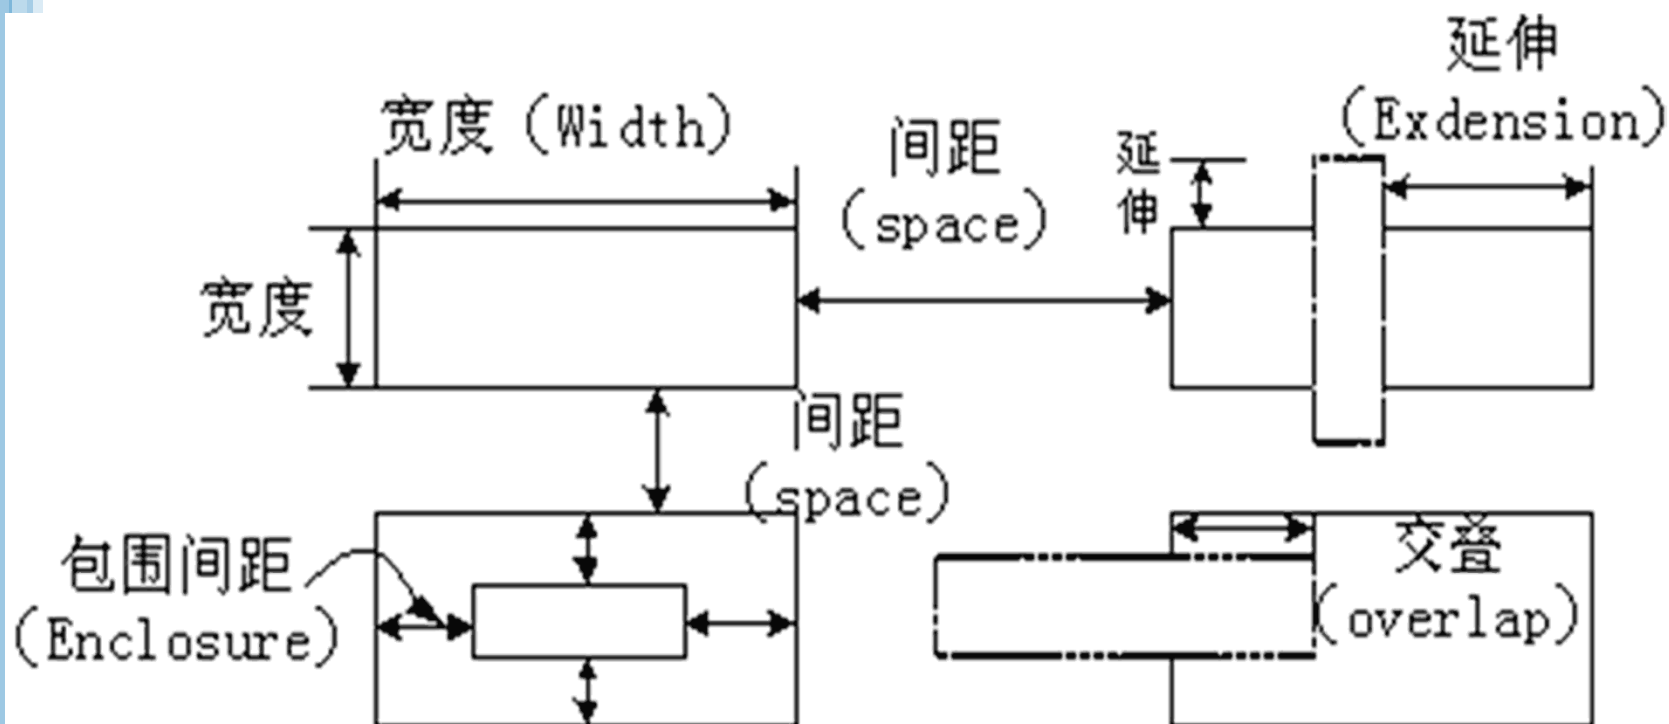 延伸
(Exdension)
宽度(Width)
间距
(space)
延
伸
宽度
间距
(space)
包围间距
(Enclosure)
交叠
(overlap)